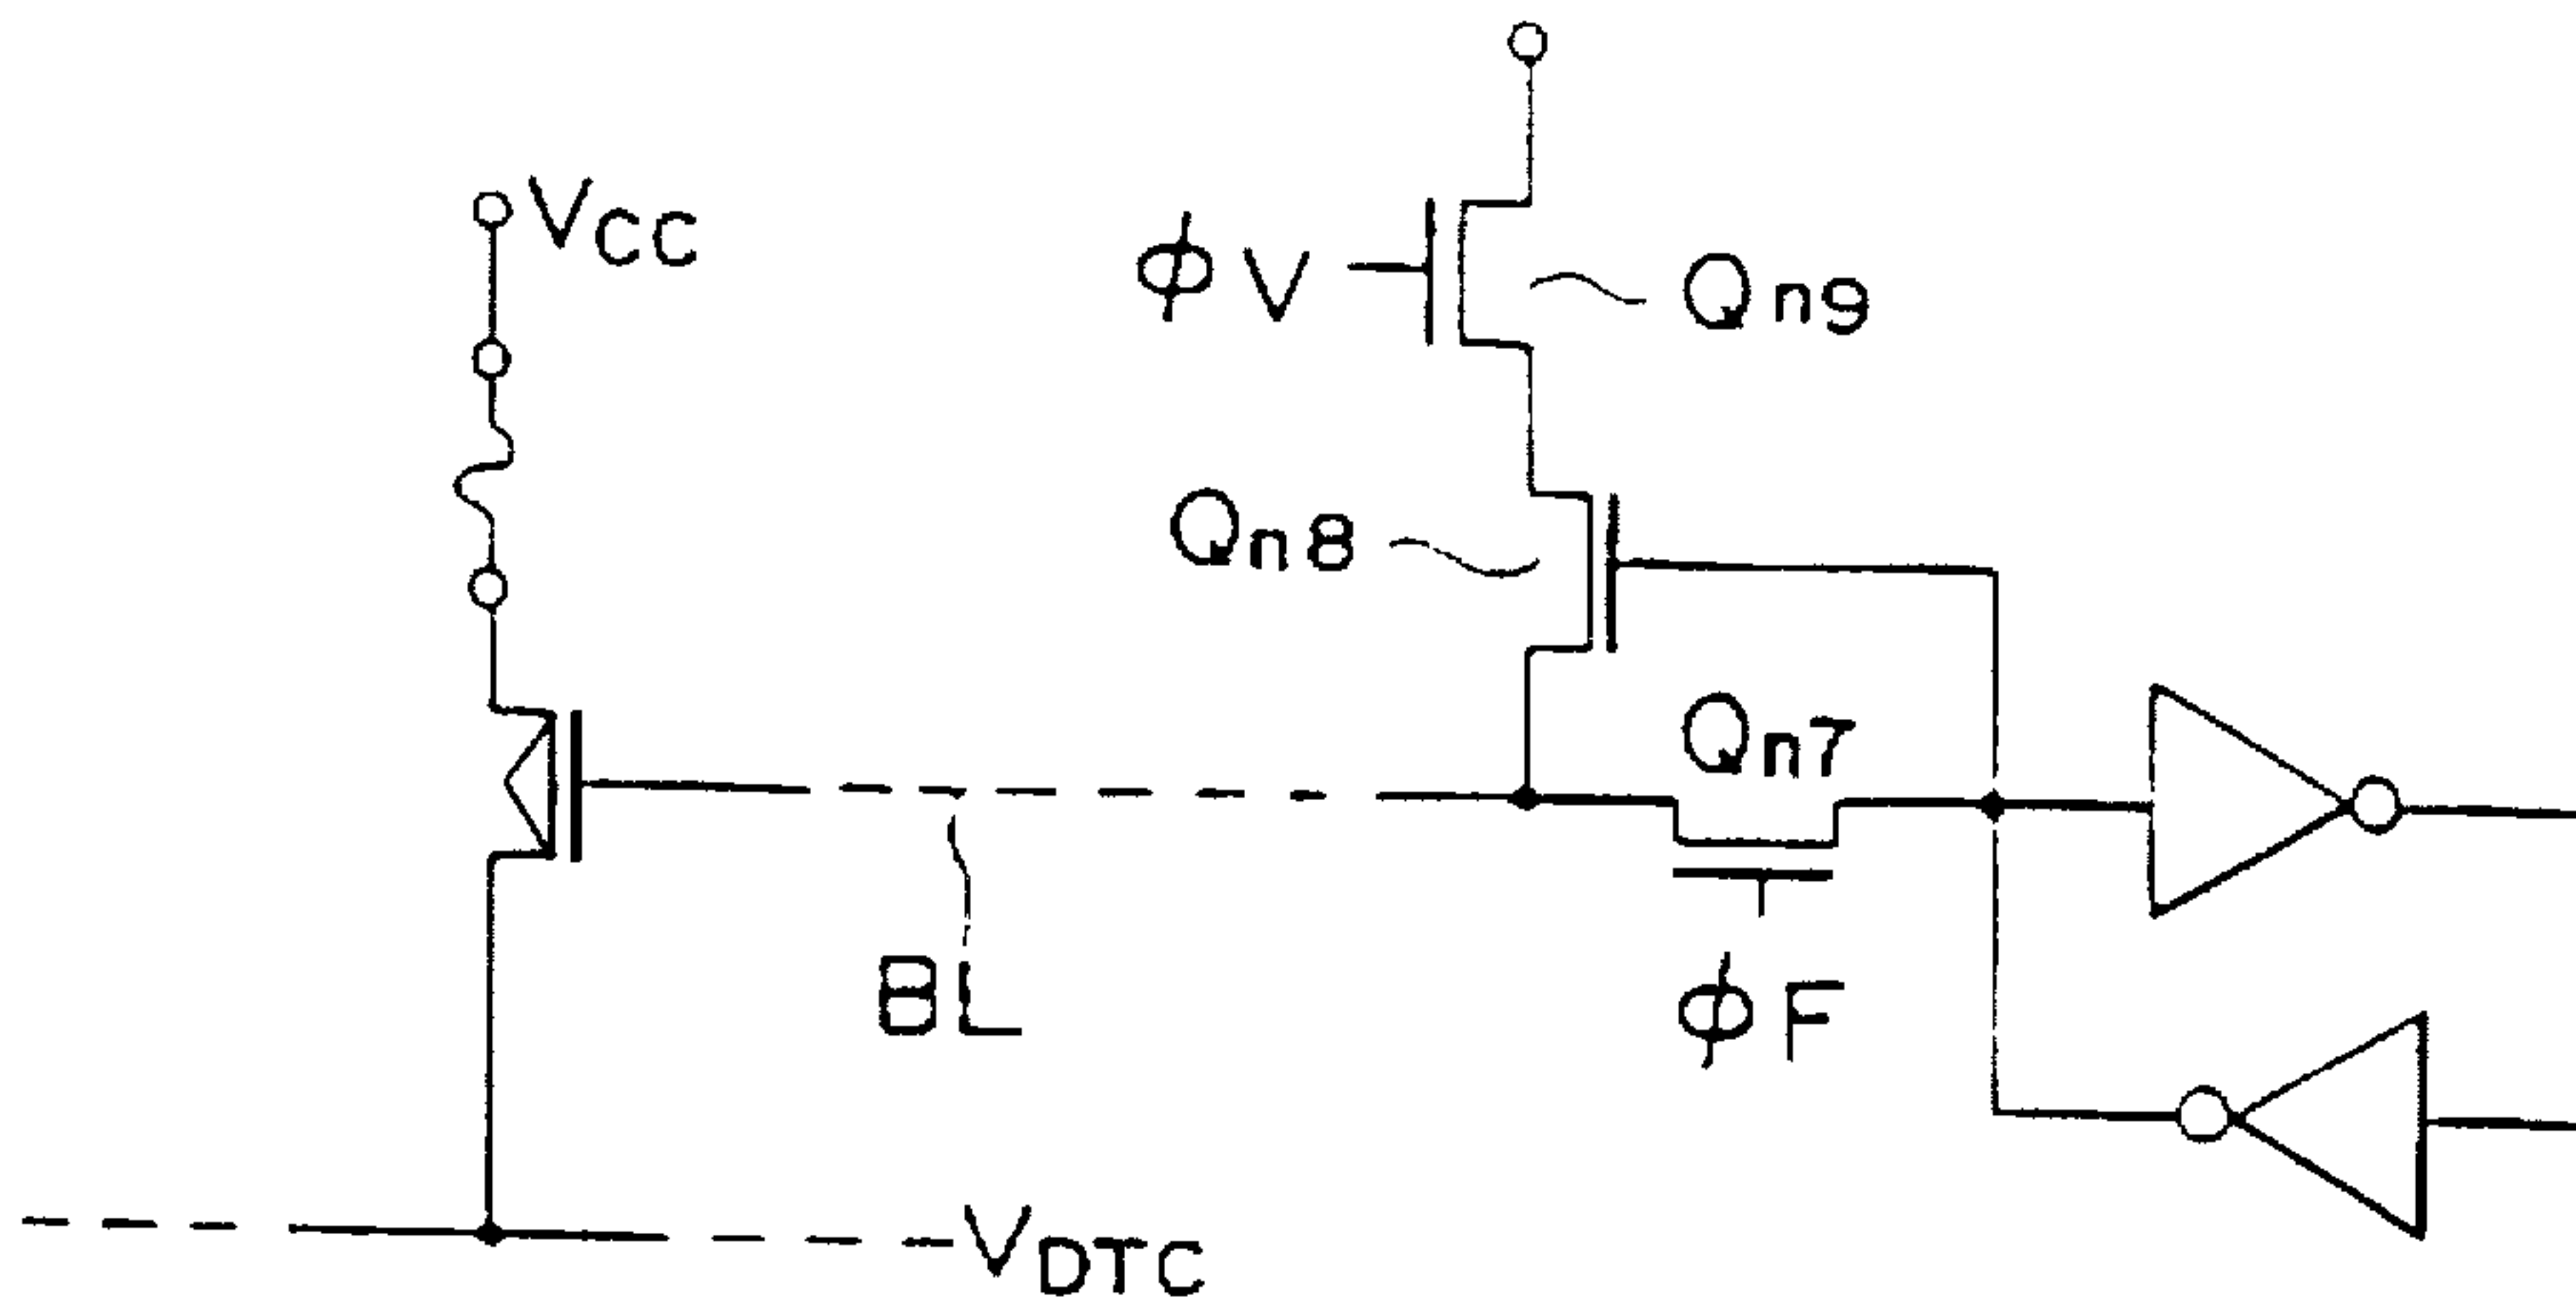 VCC
φV
Qn9
Qn8
Qn7
BL
φF
VDTC